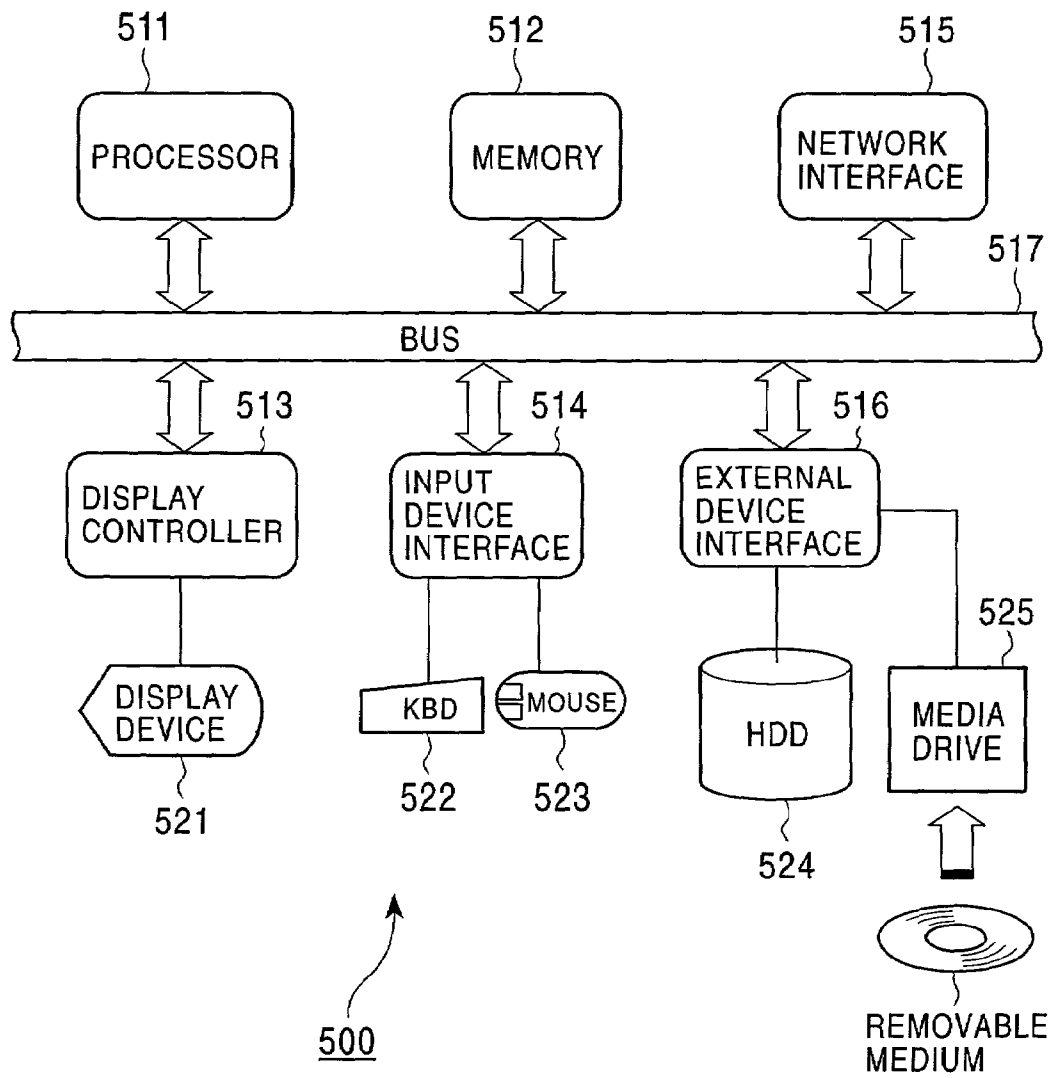 511
512
515
PROCESSOR
MEMORY
NETWORK
INTERFACE
517
BUS
513
514
516
DISPLAY
CONTROLLER
INPUT
DEVICE
INTERFACE
EXTERNAL
DEVICE
INTERFACE
525
DISPLAY
DEVICE
KBD
MOUSE
HDD
MEDIA
DRIVE
521
522
523
524
500
REMOVABLE
MEDIUM